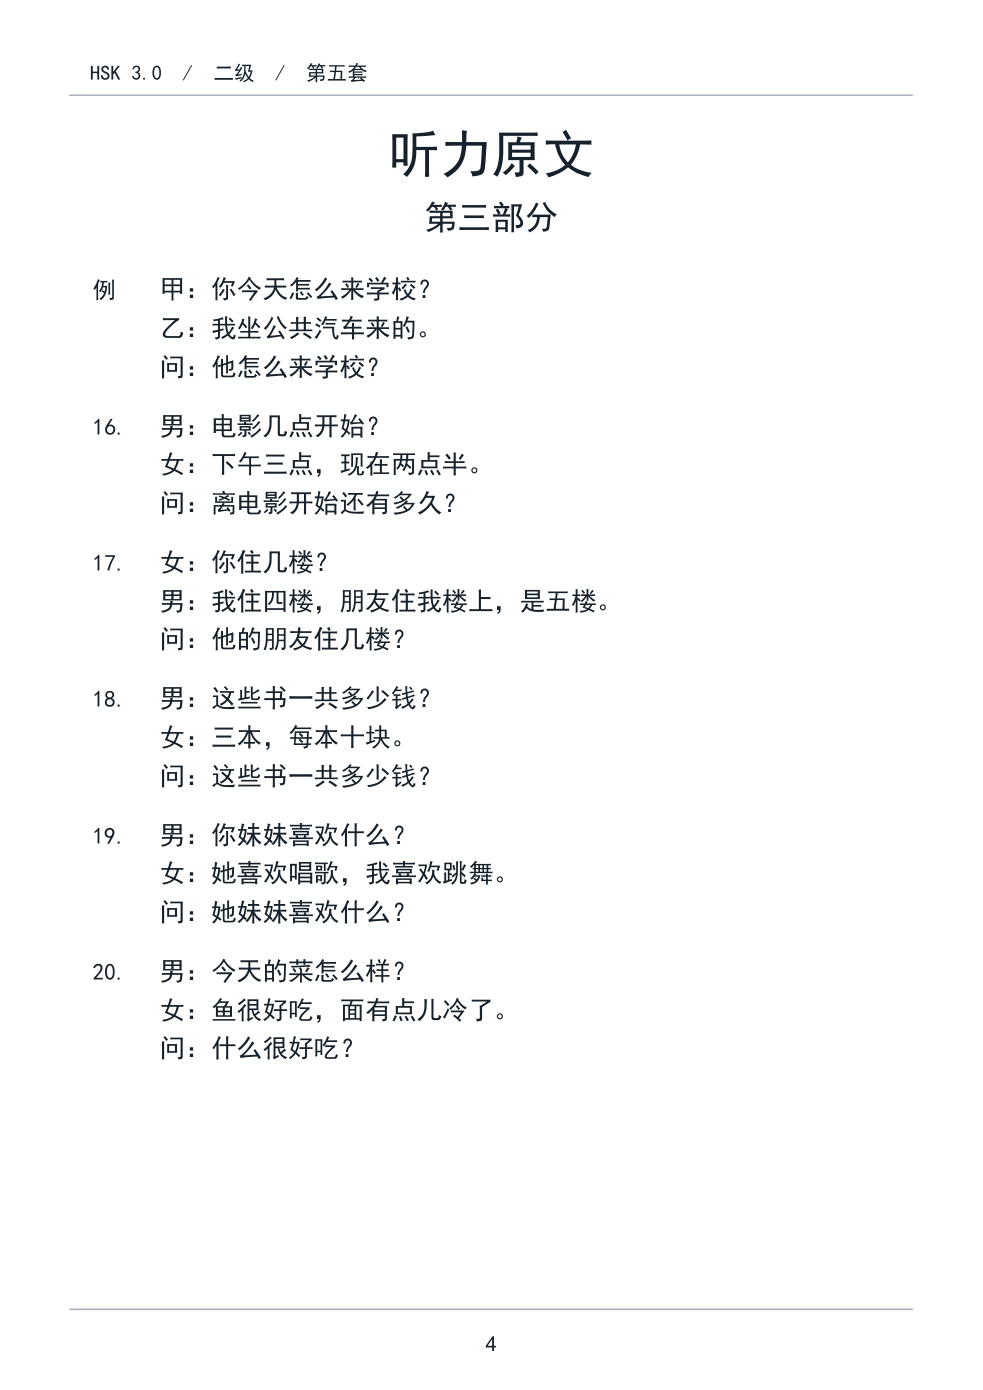 HSK 3.0 / 二级 / 第五套
听力原文
第三部分
例 甲：你今天怎么来学校？
乙：我坐公共汽车来的。
问：他怎么来学校？
16. 男：电影几点开始？
女：下午三点，现在两点半。
问：离电影开始还有多久？
17. 女：你住几楼？
男：我住四楼，朋友住我楼上，是五楼。
问：他的朋友住几楼？
18. 男：这些书一共多少钱？
女：三本，每本十块。
问：这些书一共多少钱？
19. 男：你妹妹喜欢什么？
女：她喜欢唱歌，我喜欢跳舞。
问：她妹妹喜欢什么？
20. 男：今天的菜怎么样？
女：鱼很好吃，面有点儿冷了。
问：什么很好吃？
4